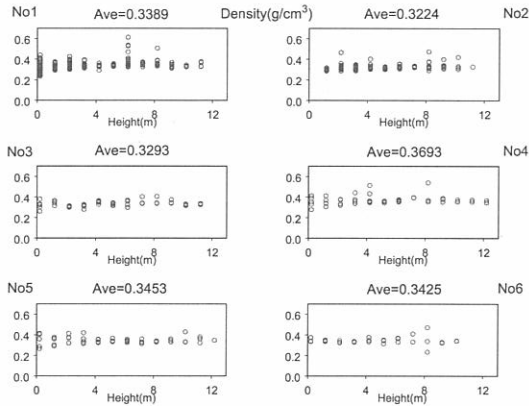 No1 Ave=0.3389 Density(g/cm³) Ave=0.3224 No2
0.6 0.6
0.4 0.4
0.2 0.2
0.0 0.0
0 4 8 12 0 4 8 12
Height(m) Height(m)
No3 Ave=0.3293 Ave=0.3693 No4
0.6 0.6
0.4 0.4
0.2 0.2
0.0 0.0
0 4 8 12 0 4 8 12
Height(m) Height(m)
No5 Ave=0.3453 Ave=0.3425 No6
0.6 0.6
0.4 0.4
0.2 0.2
0.0 0.0
0 4 8 12 0 4 8 12
Height(m) Height(m)